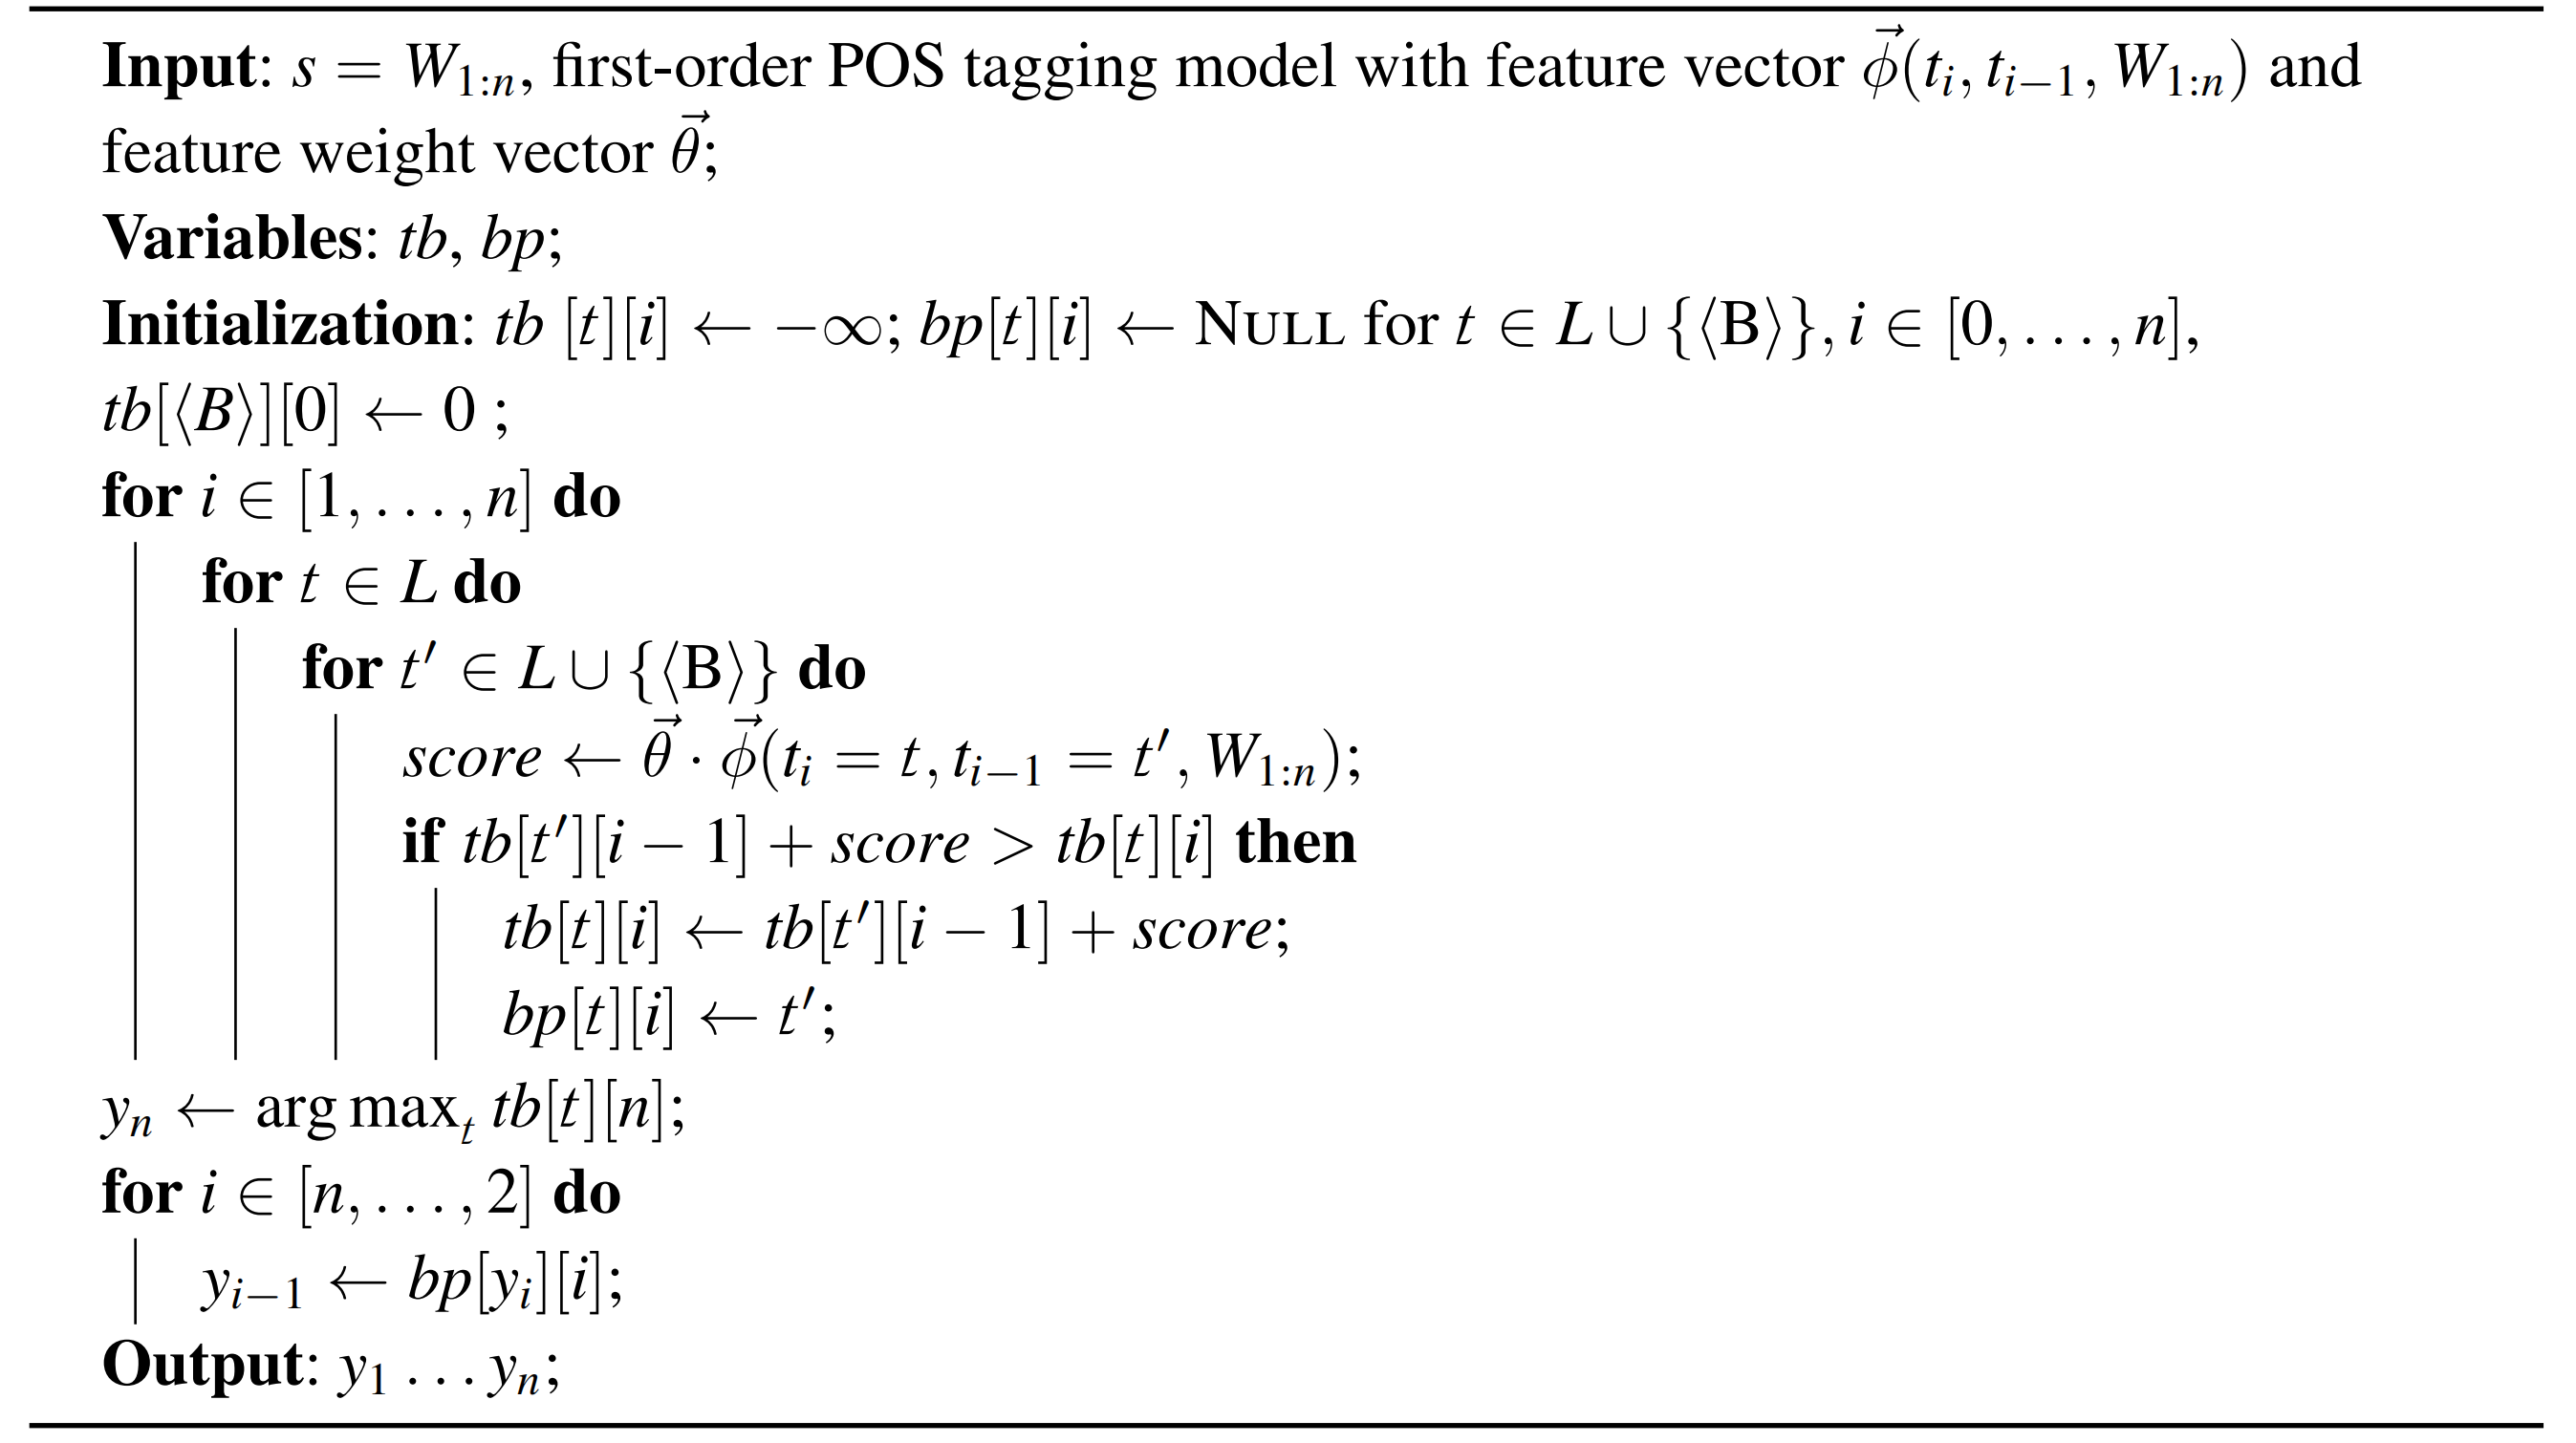 Input: s = W₁:ₙ, first-order POS tagging model with feature vector ϕ⃗(tᵢ, tᵢ₋₁, W₁:ₙ) and
feature weight vector θ⃗;
Variables: tb, bp;
Initialization: tb [t][i] ← −∞; bp[t][i] ← NULL for t ∈ L ∪ {⟨B⟩}, i ∈ [0, . . . , n],
tb[⟨B⟩][0] ← 0 ;
for i ∈ [1, . . . , n] do
for t ∈ L do
for t′ ∈ L ∪ {⟨B⟩} do
score ← θ⃗ · ϕ⃗(tᵢ = t, tᵢ₋₁ = t′, W₁:ₙ);
if tb[t′][i − 1] + score > tb[t][i] then
tb[t][i] ← tb[t′][i − 1] + score;
bp[t][i] ← t′;
yₙ ← arg maxₜ tb[t][n];
for i ∈ [n, . . . , 2] do
yᵢ₋₁ ← bp[yᵢ][i];
Output: y₁ . . . yₙ;